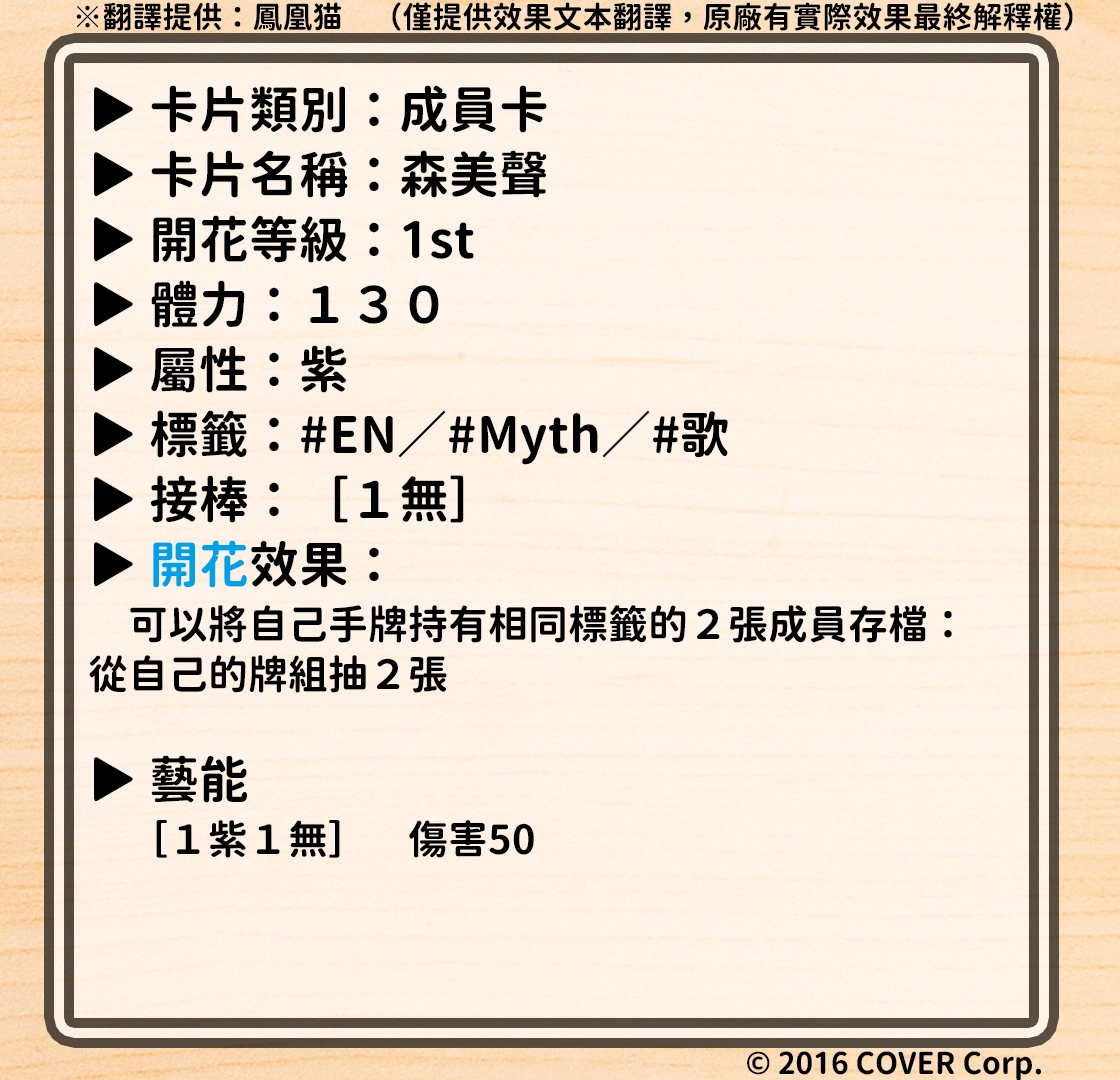 ※翻譯提供：鳳凰猫　（僅提供效果文本翻譯，原廠有實際效果最終解釋權）
▶ 卡片類別：成員卡
▶ 卡片名稱：森美聲
▶ 開花等級：1st
▶ 體力：１３０
▶ 屬性：紫
▶ 標籤：#EN／#Myth／#歌
▶ 接棒：［１無］
▶ 開花效果：
可以將自己手牌持有相同標籤的２張成員存檔：
從自己的牌組抽２張
▶ 藝能
［１紫１無］　傷害50
© 2016 COVER Corp.